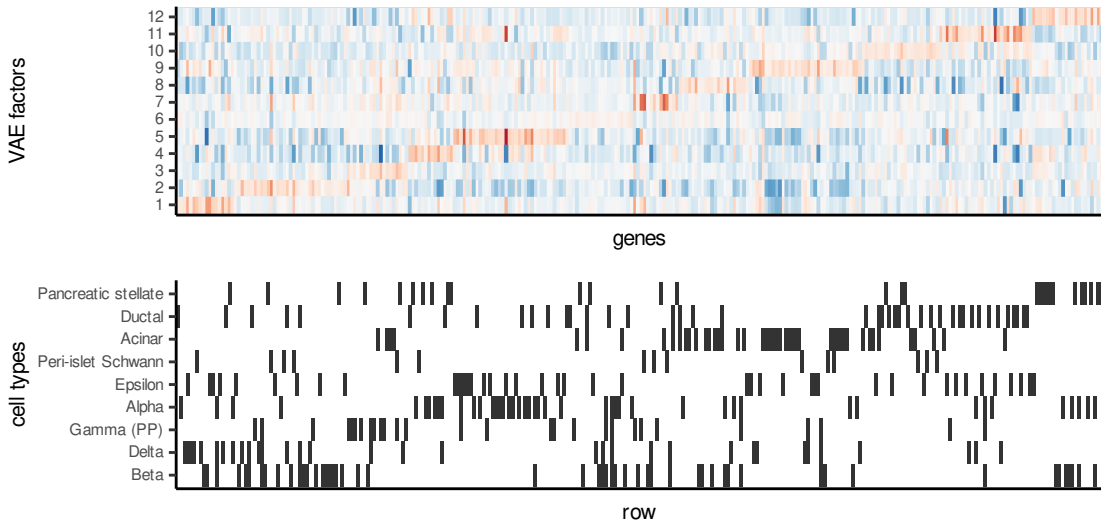 VAE factors
12
11
10
9
8
7
6
5
4
3
2
1
genes
cell types
Pancreatic stellate
Ductal
Acinar
Peri-islet Schwann
Epsilon
Alpha
Gamma (PP)
Delta
Beta
row